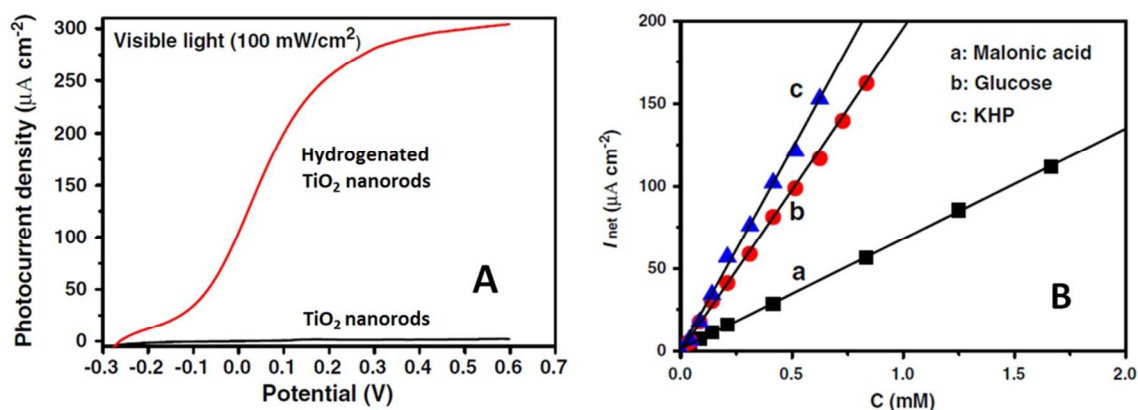 Visible light (100 mW/cm²)
Photocurrent density (μA cm⁻²)
300
250
200
150
100
50
0
Hydrogenated
TiO₂ nanorods
TiO₂ nanorods
A
-0.3 -0.2 -0.1 0.0 0.1 0.2 0.3 0.4 0.5 0.6 0.7
Potential (V)
I net (μA cm⁻²)
200
150
100
50
0
a: Malonic acid
b: Glucose
c: KHP
c
b
a
B
0.0 0.5 1.0 1.5 2.0
C (mM)